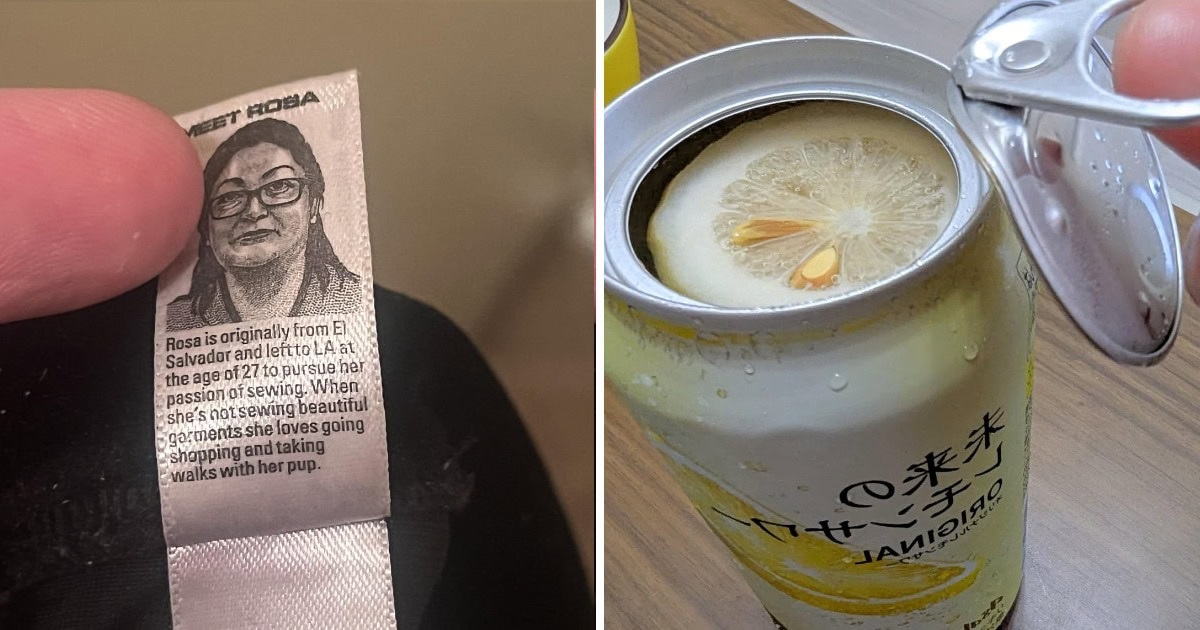 MEET ROSA
Rosa is originally from El
Salvador and left to LA at
the age of 27 to pursue her
passion of sewing. When
she's not sewing beautiful
garments she loves going
shopping and taking
walks with her pup.
未来の
レモンサワー
ORIGINAL